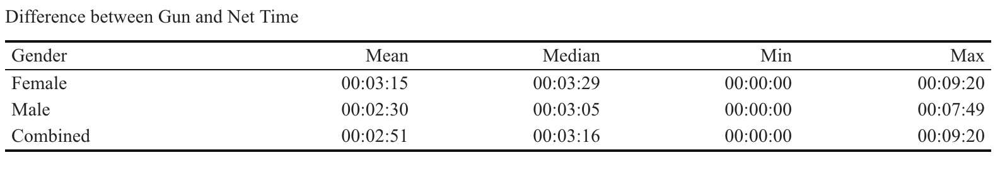 Difference between Gun and Net Time
Gender Mean Median Min Max
Female 00:03:15 00:03:29 00:00:00 00:09:20
Male 00:02:30 00:03:05 00:00:00 00:07:49
Combined 00:02:51 00:03:16 00:00:00 00:09:20